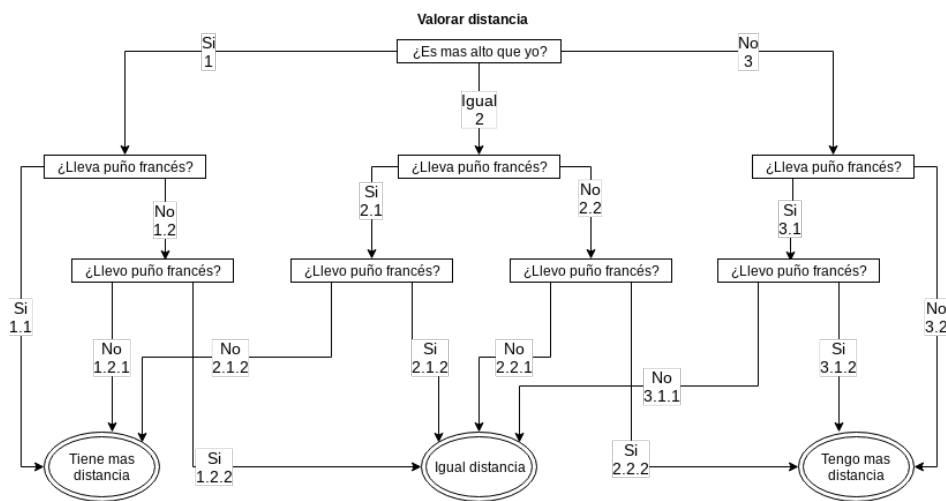 Valorar distancia
¿Es mas alto que yo?
Si
1
No
3
Igual
2
¿Lleva puño francés?
¿Lleva puño francés?
¿Lleva puño francés?
No
1.2
Si
2.1
No
2.2
Si
3.1
¿Llevo puño francés?
¿Llevo puño francés?
¿Llevo puño francés?
¿Llevo puño francés?
Si
1.1
No
1.2.1
No
2.1.2
Si
2.1.2
No
2.2.1
No
3.1.1
Si
3.1.2
No
3.2
Tiene mas
distancia
Si
1.2.2
Igual distancia
Si
2.2.2
Tengo mas
distancia